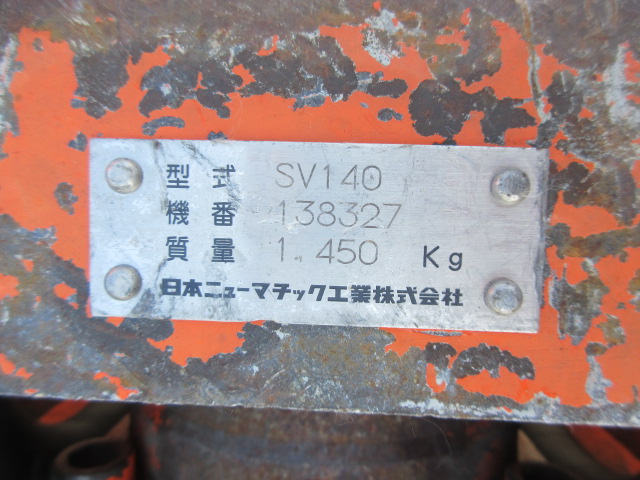 型式 SV140
機番 138327
質量 1,450 Kg
日本ニューマチック工業株式会社